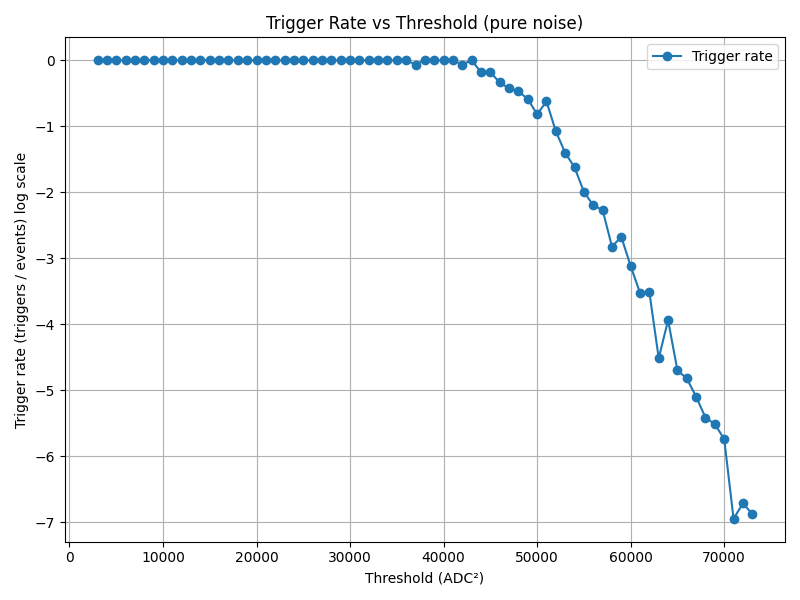 Trigger Rate vs Threshold (pure noise)
Trigger rate
Trigger rate (triggers / events) log scale
0
−1
−2
−3
−4
−5
−6
−7
0 10000 20000 30000 40000 50000 60000 70000
Threshold (ADC²)